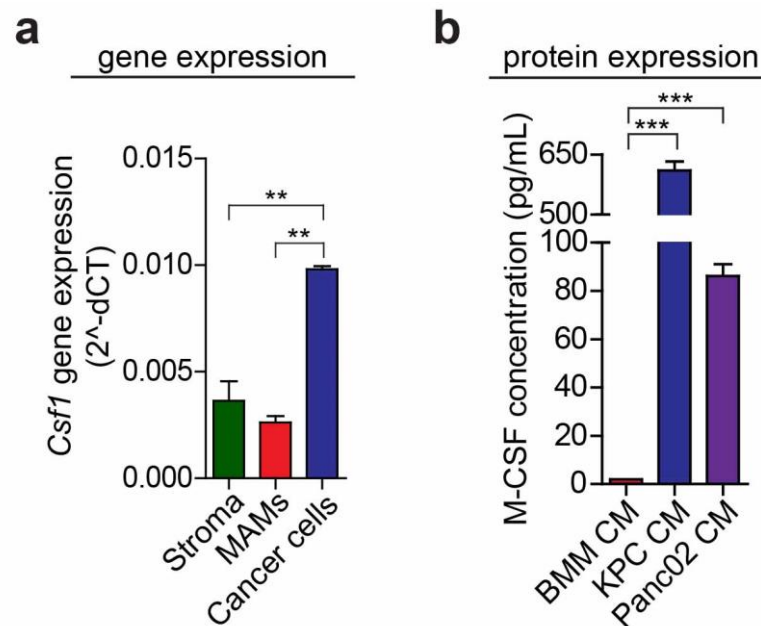 a
gene expression
Csf1 gene expression
(2^-dCT)
0.015
0.010
0.005
0.000
**
**
Stroma
MAMs
Cancer cells
b
protein expression
M-CSF concentration (pg/mL)
650
500
100
80
60
40
20
0
***
***
BMM CM
KPC CM
Panc02 CM